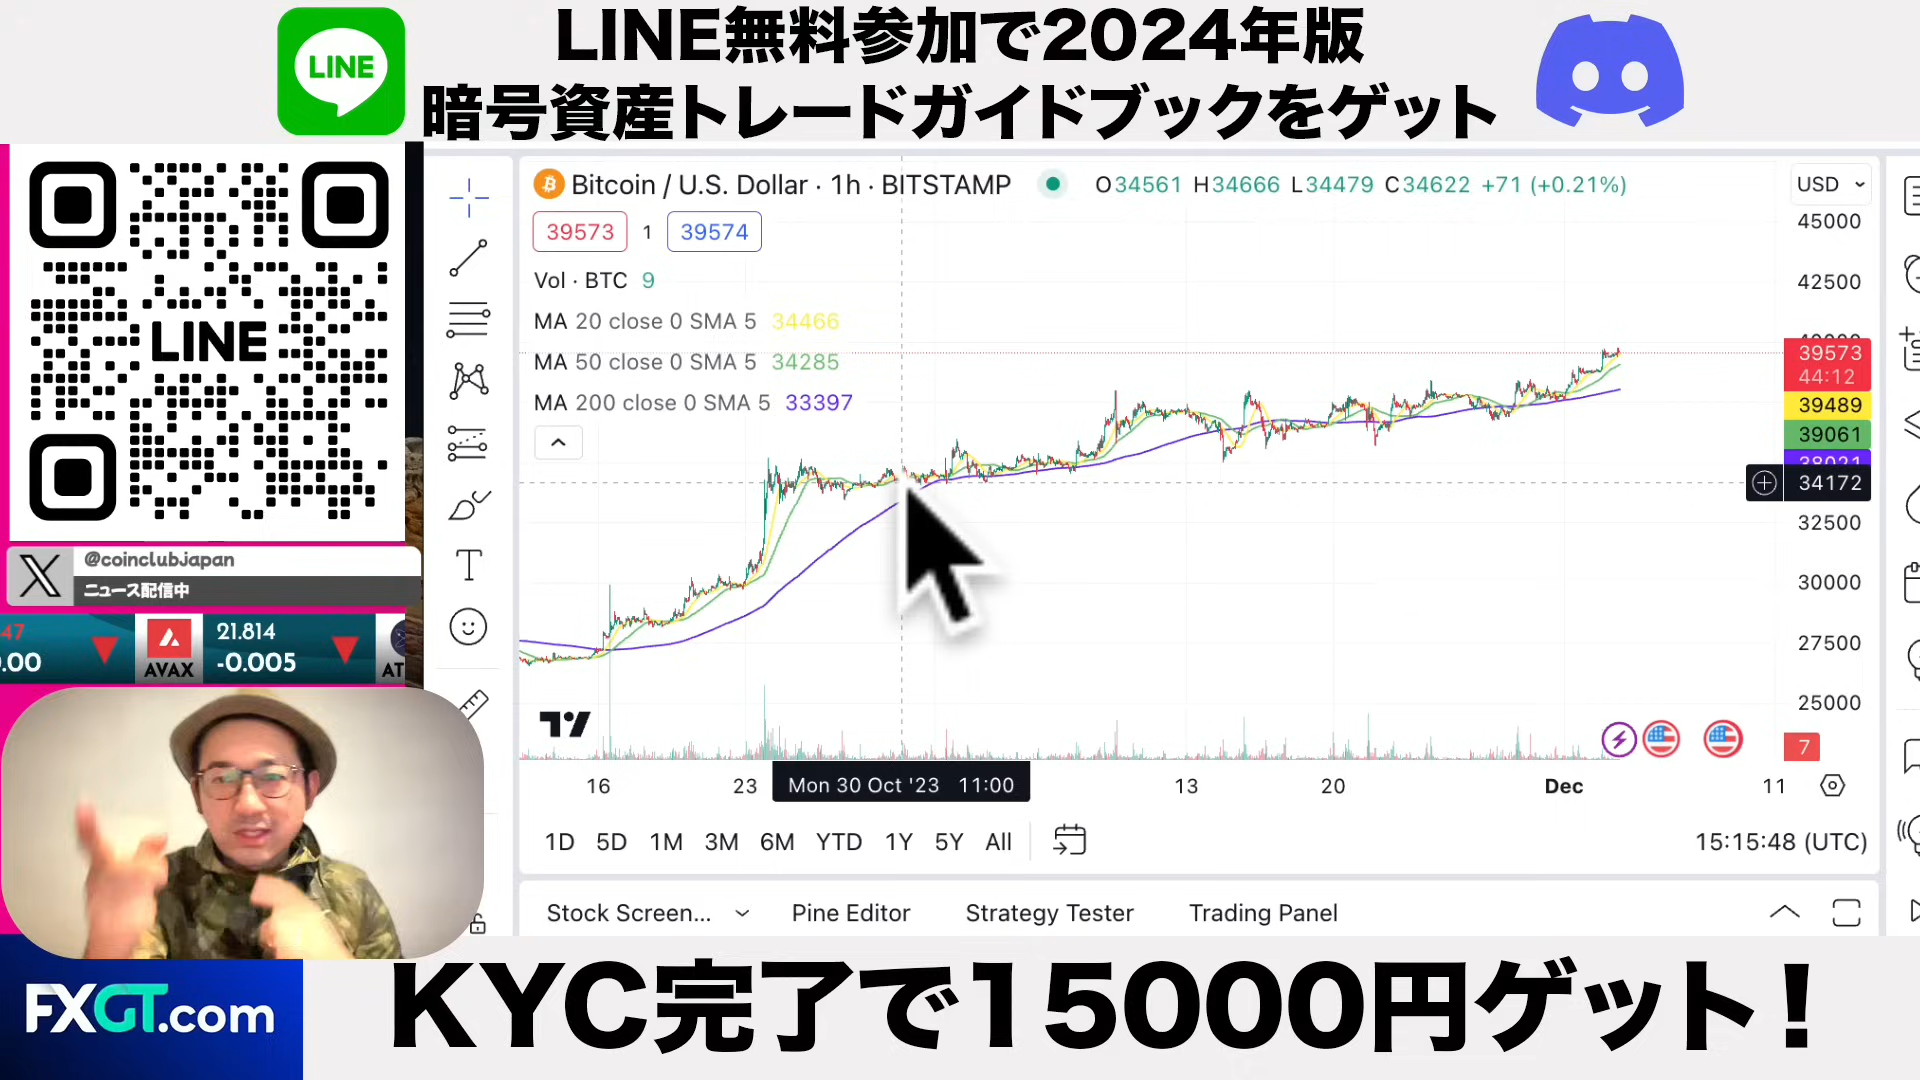 LINE
LINE無料参加で2024年版
暗号資産トレードガイドブックをゲット
LINE
@coinclubjapan
ニュース配信中
47
.00
AVAX
21.814
-0.005
AT
Bitcoin / U.S. Dollar · 1h · BITSTAMP
O34561 H34666 L34479 C34622 +71 (+0.21%)
39573 1 39574
Vol · BTC 9
MA 20 close 0 SMA 5 34466
MA 50 close 0 SMA 5 34285
MA 200 close 0 SMA 5 33397
USD
45000
42500
39573
44:12
39489
39061
38021
34172
32500
30000
27500
25000
7
16 23 Mon 30 Oct '23 11:00 13 20 Dec 11
1D 5D 1M 3M 6M YTD 1Y 5Y All
15:15:48 (UTC)
Stock Screen... Pine Editor Strategy Tester Trading Panel
FXGT.com
KYC完了で15000円ゲット！